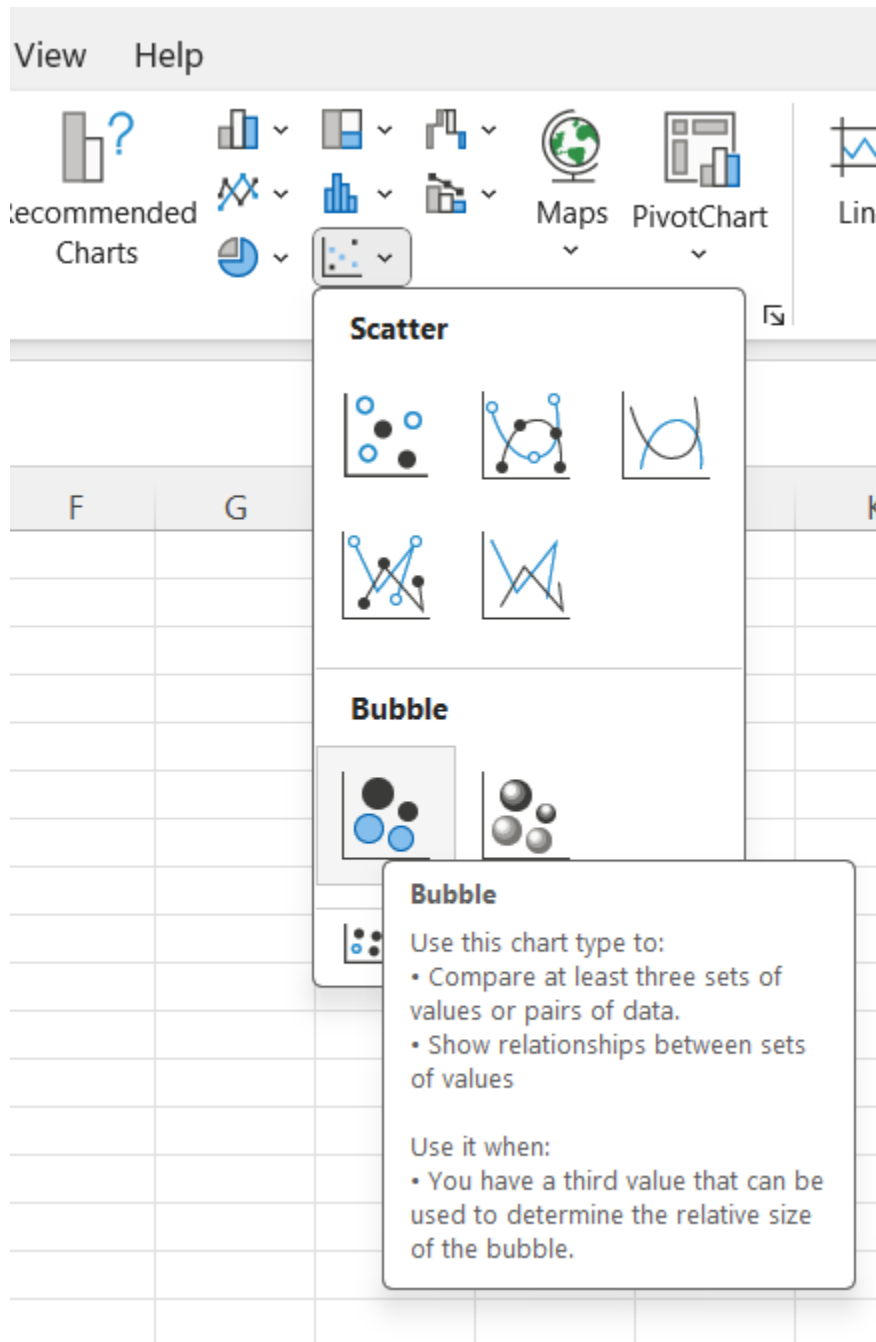 View Help
Recommended
Charts
Maps
PivotChart
Lin
Scatter
F
G
K
Bubble
Bubble
Use this chart type to:
• Compare at least three sets of
values or pairs of data.
• Show relationships between sets
of values
Use it when:
• You have a third value that can be
used to determine the relative size
of the bubble.